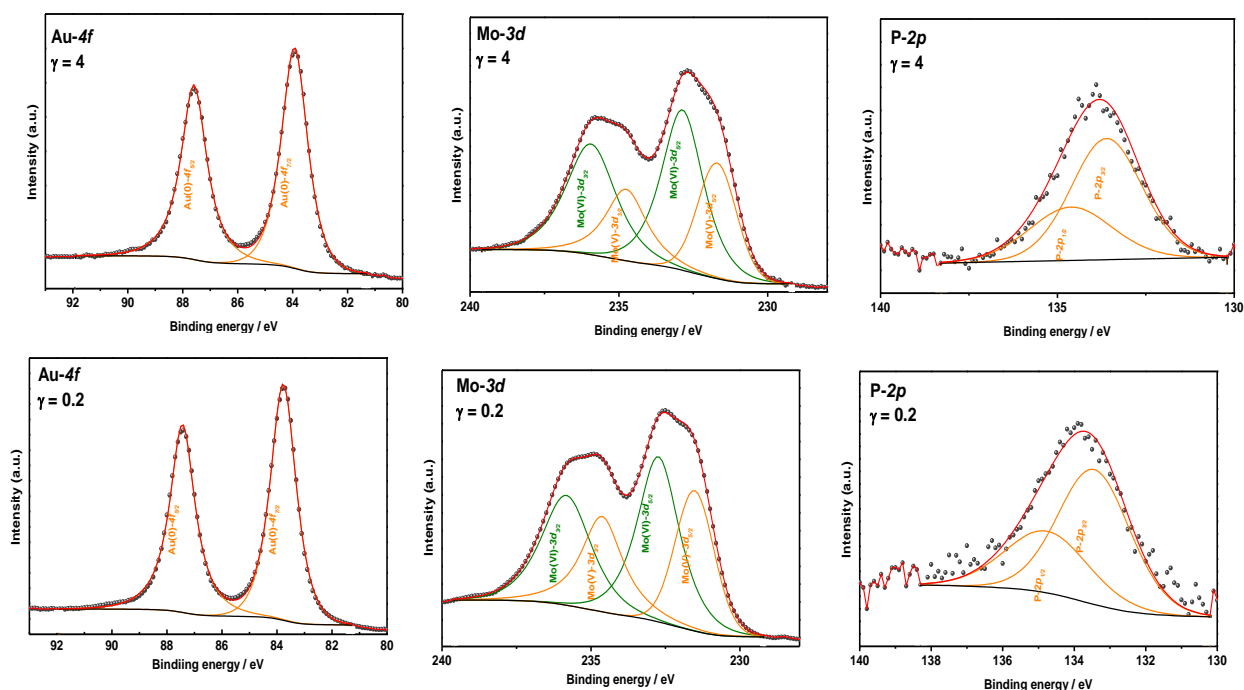 Au-4f
γ = 4
Intensity (a.u.)
Au(0)-4f5/2
Au(0)-4f7/2
92 90 88 86 84 82 80
Binding energy / eV
Mo-3d
γ = 4
Intensity (a.u.)
Mo(VI)-3d3/2
Mo(V)-3d3/2
Mo(VI)-3d5/2
Mo(V)-3d5/2
240 235 230
Binding energy / eV
P-2p
γ = 4
Intensity (a.u.)
P-2p1/2
P-2p3/2
140 135 130
Binding energy / eV
Au-4f
γ = 0.2
Intensity (a.u.)
Au(0)-4f5/2
Au(0)-4f7/2
92 90 88 86 84 82 80
Bindiing energy / eV
Mo-3d
γ = 0.2
Intensity (a.u.)
Mo(VI)-3d3/2
Mo(V)-3d3/2
Mo(VI)-3d5/2
Mo(V)-3d5/2
240 235 230
Binding energy / eV
P-2p
γ = 0.2
Intensity (a.u.)
P-2p1/2
P-2p3/2
140 138 136 134 132 130
Binding energy / eV